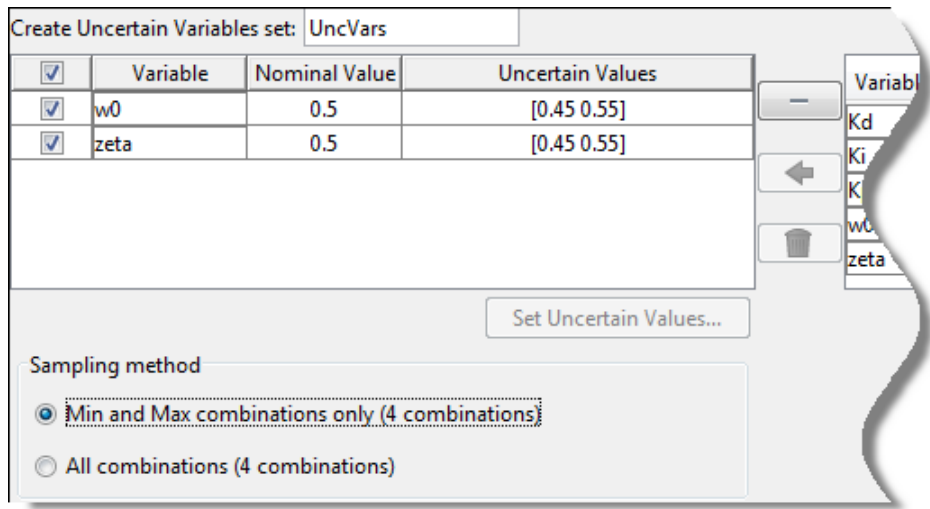 Create Uncertain Variables set: UncVars
Variable Nominal Value Uncertain Values
w0 0.5 [0.45 0.55]
zeta 0.5 [0.45 0.55]
Kd
Ki
w0
zeta
Set Uncertain Values...
Sampling method
Min and Max combinations only (4 combinations)
All combinations (4 combinations)